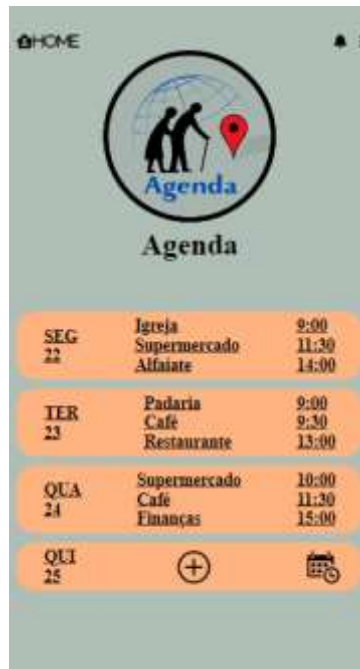 HOME
Agenda
Agenda
SEG
22
Igreja 9:00
Supermercado 11:30
Alfaiate 14:00
TER
23
Padaria 9:00
Café 9:30
Restaurante 13:00
QUA
24
Supermercado 10:00
Café 11:30
Finanças 15:00
QUI
25